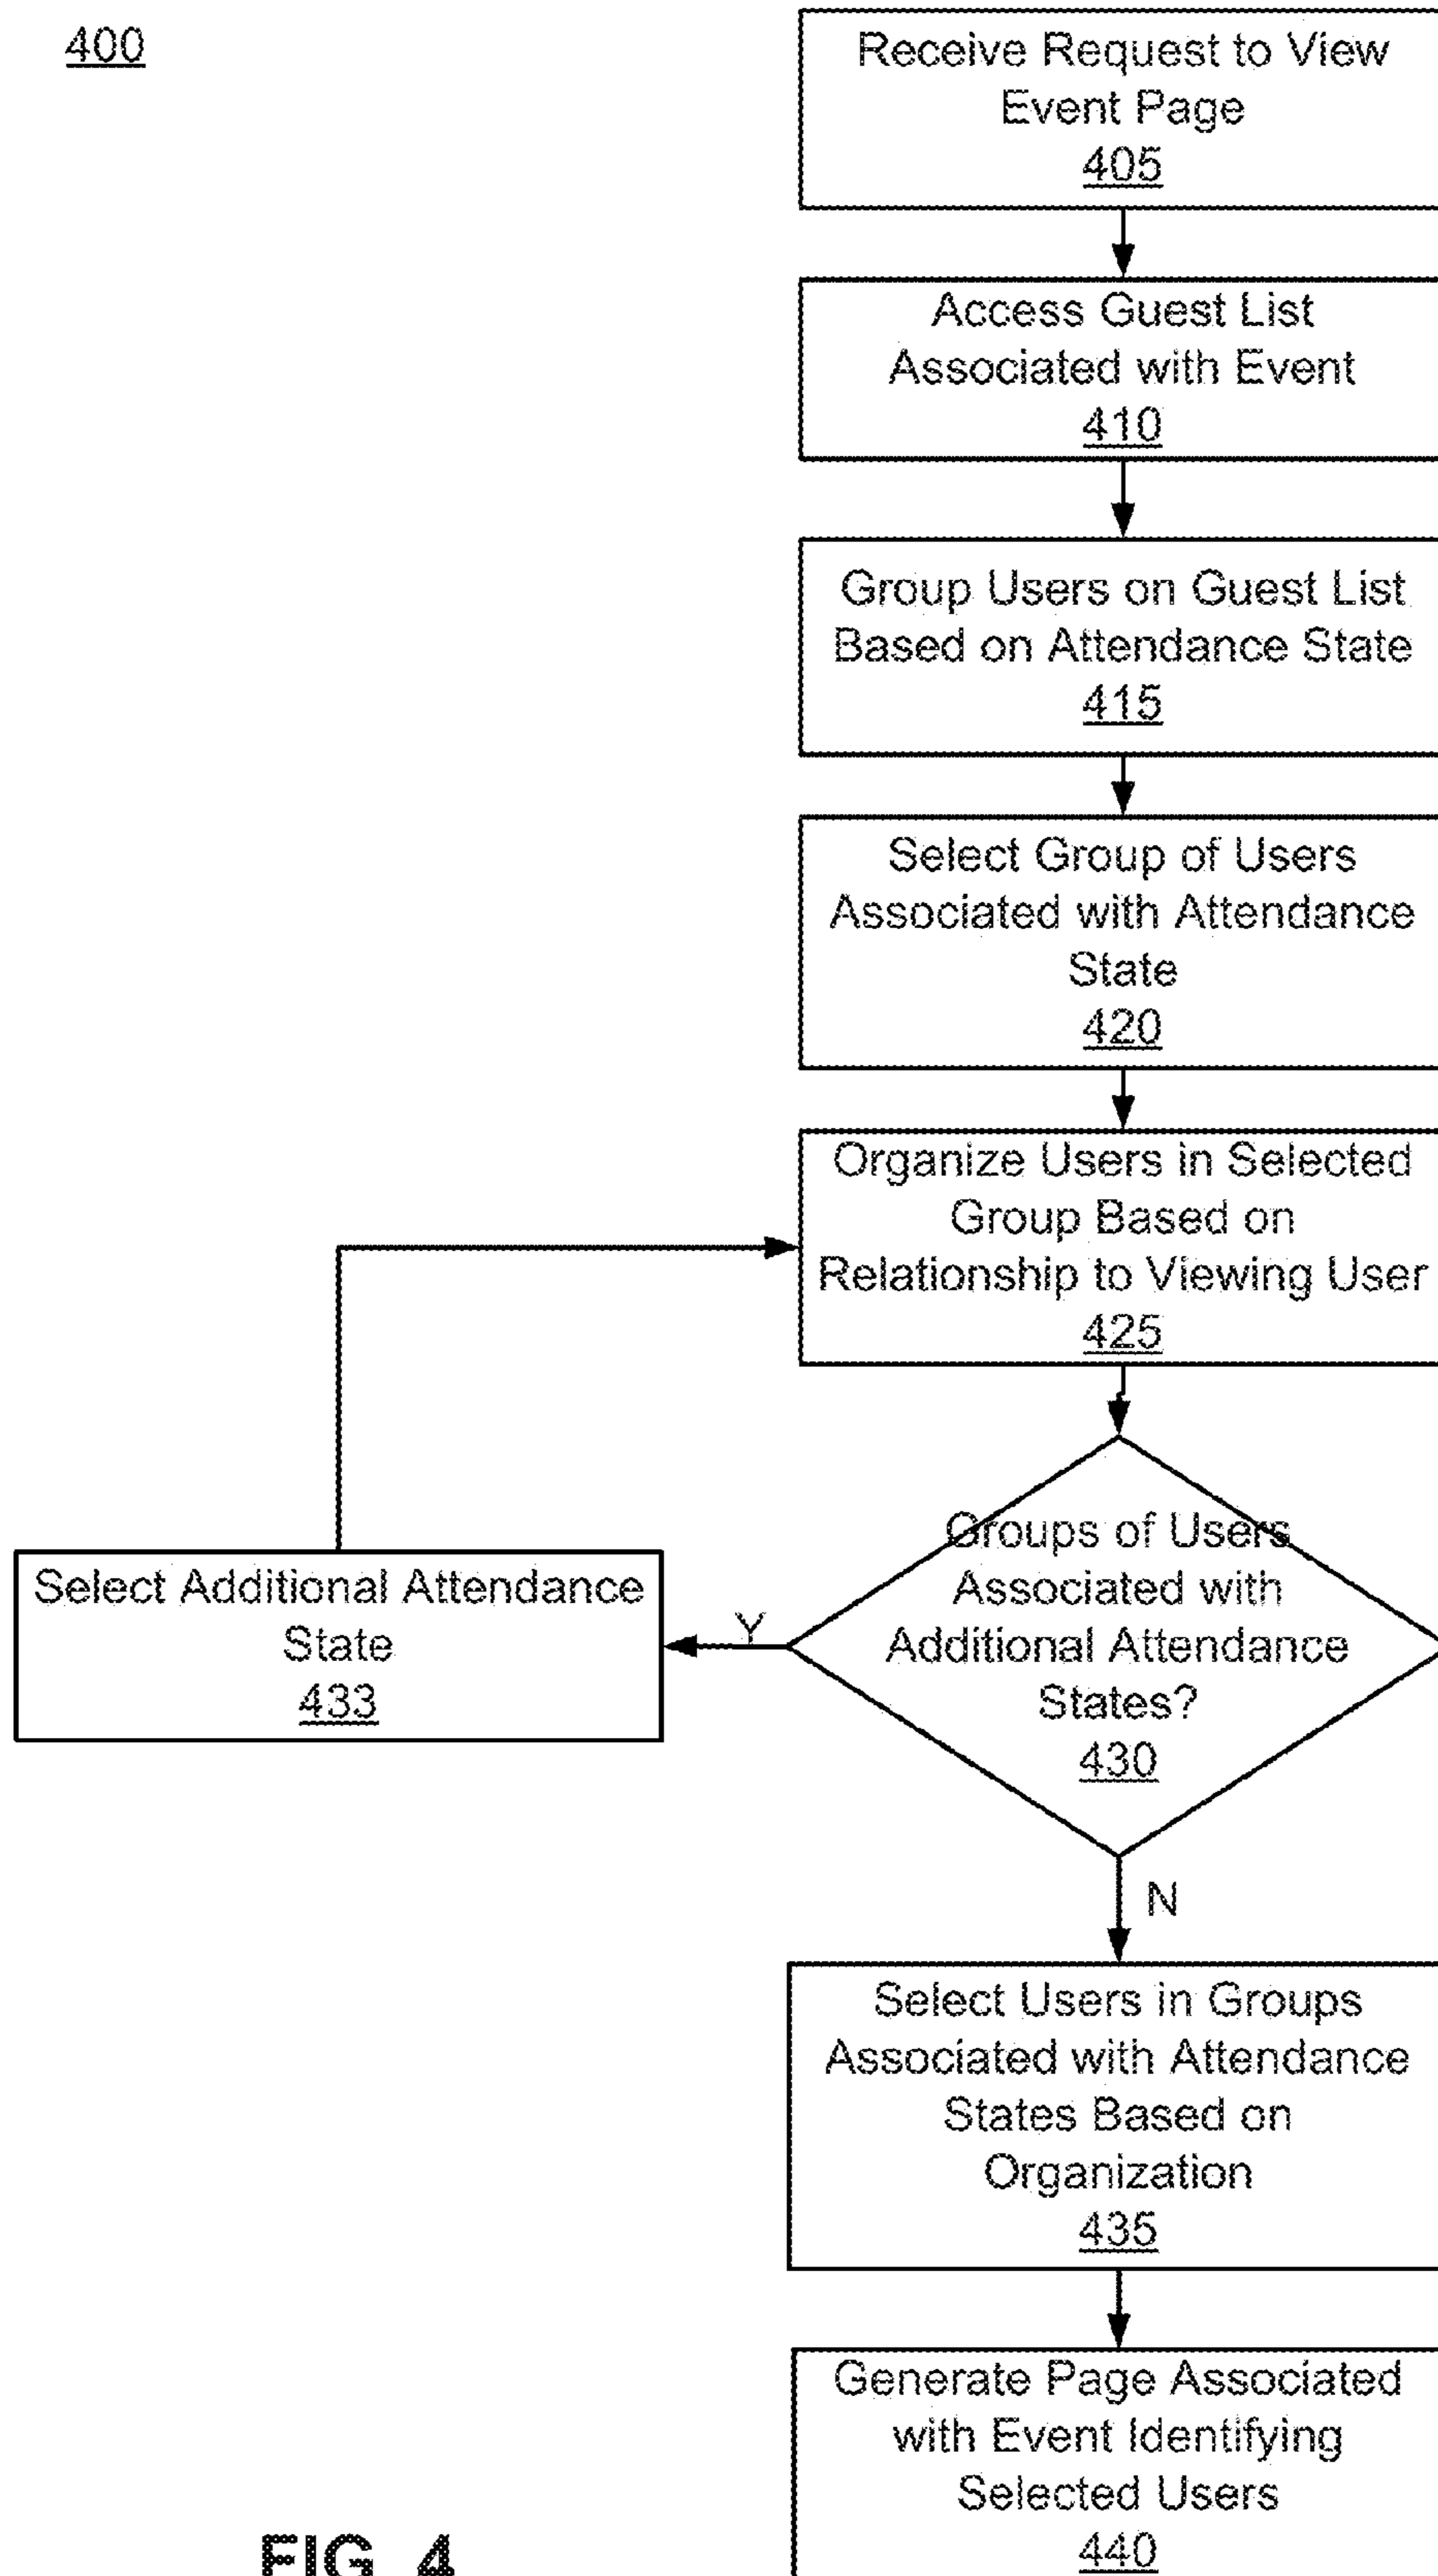 400
Receive Request to View
Event Page
405
Access Guest List
Associated with Event
410
Group Users on Guest List
Based on Attendance State
415
Select Group of Users
Associated with Attendance
State
420
Organize Users in Selected
Group Based on
Relationship to Viewing User
425
Groups of Users
Associated with
Additional Attendance
States?
430
Y
Select Additional Attendance
State
433
N
Select Users in Groups
Associated with Attendance
States Based on
Organization
435
Generate Page Associated
with Event Identifying
Selected Users
440
FIG. 4